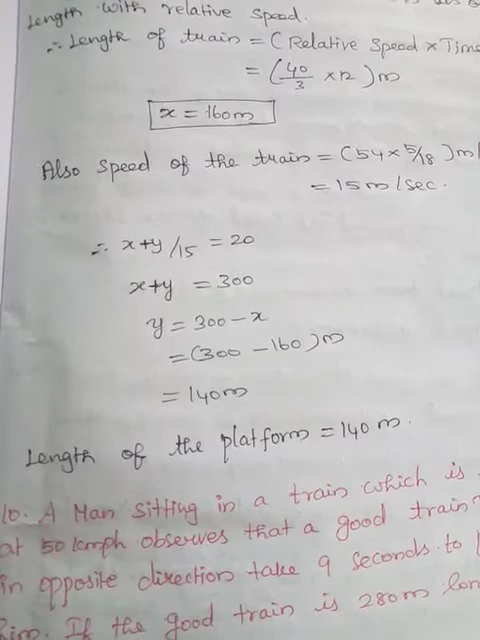 Length with relative speed.
∴ Length of train = (Relative Speed × Time
= (40/3 × 12) m
x = 160m
Also Speed of the train = (54 × 5/18) m/
= 15m/sec.
∴ x+y/15 = 20
x+y = 300
y = 300 - x
= (300 - 160) m
= 140m
Length of the platform = 140 m.
10. A Man sitting in a train which is
at 50 kmph observes that a good train
in opposite direction take 9 seconds to
him. If the good train is 280m lon